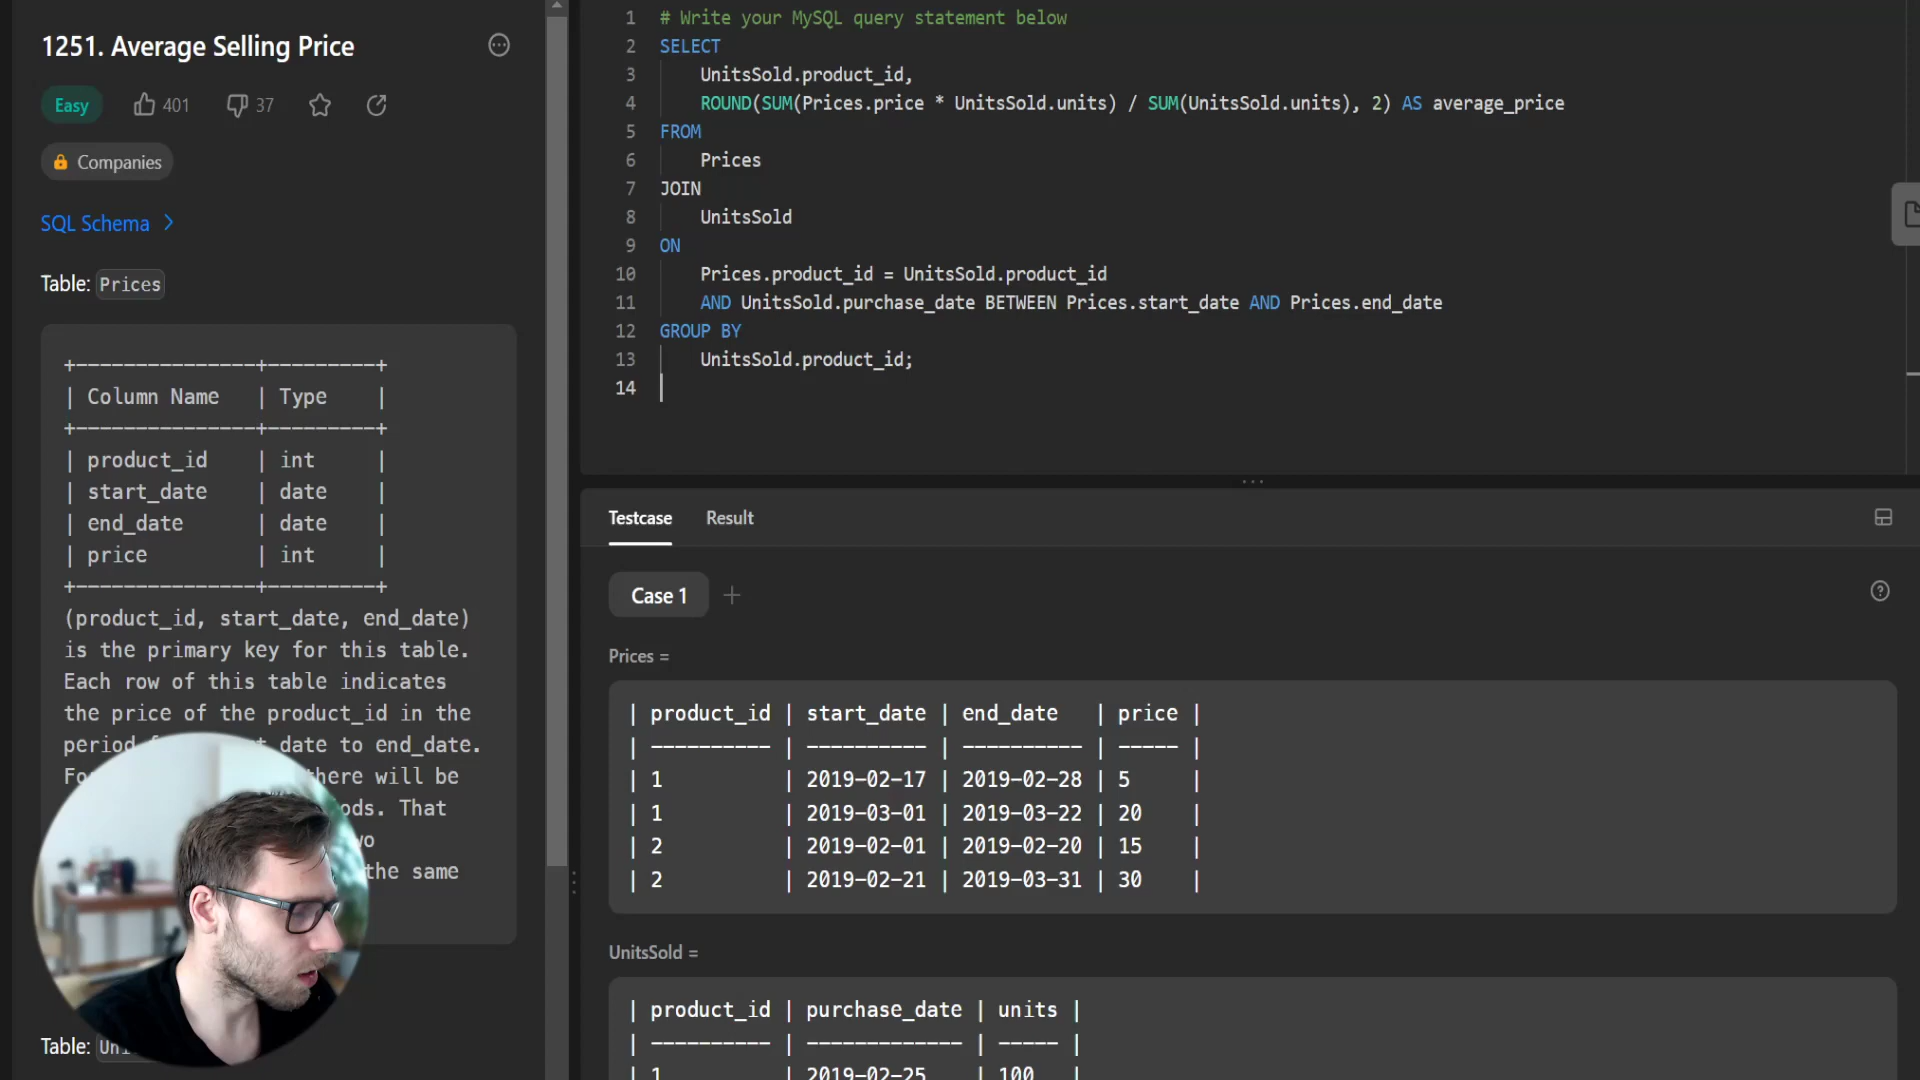 1251. Average Selling Price
Easy
401
37
Companies
SQL Schema
Table: Prices
+---------------+---------+
| Column Name   | Type    |
+---------------+---------+
| product_id    | int     |
| start_date    | date    |
| end_date      | date    |
| price         | int     |
+---------------+---------+
(product_id, start_date, end_date)
is the primary key for this table.
Each row of this table indicates
the price of the product_id in the
period date to end_date.
there will be
That
the same
Table:
1 # Write your MySQL query statement below
2 SELECT
3 UnitsSold.product_id,
4 ROUND(SUM(Prices.price * UnitsSold.units) / SUM(UnitsSold.units), 2) AS average_price
5 FROM
6 Prices
7 JOIN
8 UnitsSold
9 ON
10 Prices.product_id = UnitsSold.product_id
11 AND UnitsSold.purchase_date BETWEEN Prices.start_date AND Prices.end_date
12 GROUP BY
13 UnitsSold.product_id;
14
Testcase Result
Case 1 +
Prices =
| product_id | start_date | end_date   | price |
| ---------- | ---------- | ---------- | ----- |
| 1          | 2019-02-17 | 2019-02-28 | 5     |
| 1          | 2019-03-01 | 2019-03-22 | 20    |
| 2          | 2019-02-01 | 2019-02-20 | 15    |
| 2          | 2019-02-21 | 2019-03-31 | 30    |
UnitsSold =
| product_id | purchase_date | units |
| ---------- | ------------- | ----- |
| 1          | 2019-02-25    | 100   |